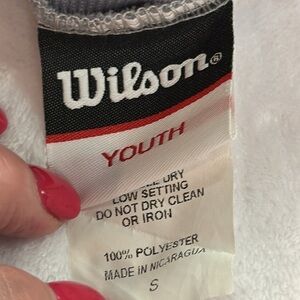 Wilson®
YOUTH
DRY
LOW SETTING
DO NOT DRY CLEAN
OR IRON
100% POLYESTER
MADE IN NICARAGUA
S